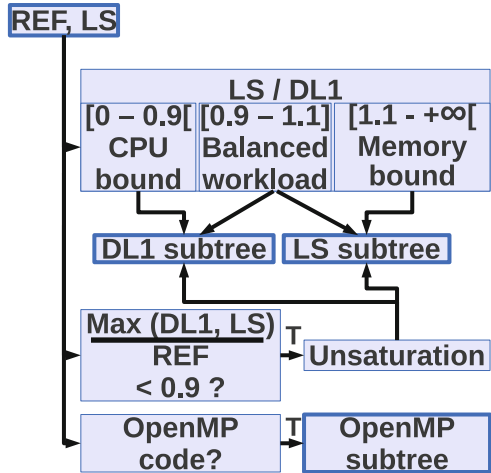 REF, LS
LS / DL1
[0 – 0.9[
CPU
bound
[0.9 – 1.1]
Balanced
workload
[1.1 - +∞[
Memory
bound
DL1 subtree
LS subtree
Max (DL1, LS)
REF
< 0.9 ?
T
Unsaturation
OpenMP
code?
T
OpenMP
subtree